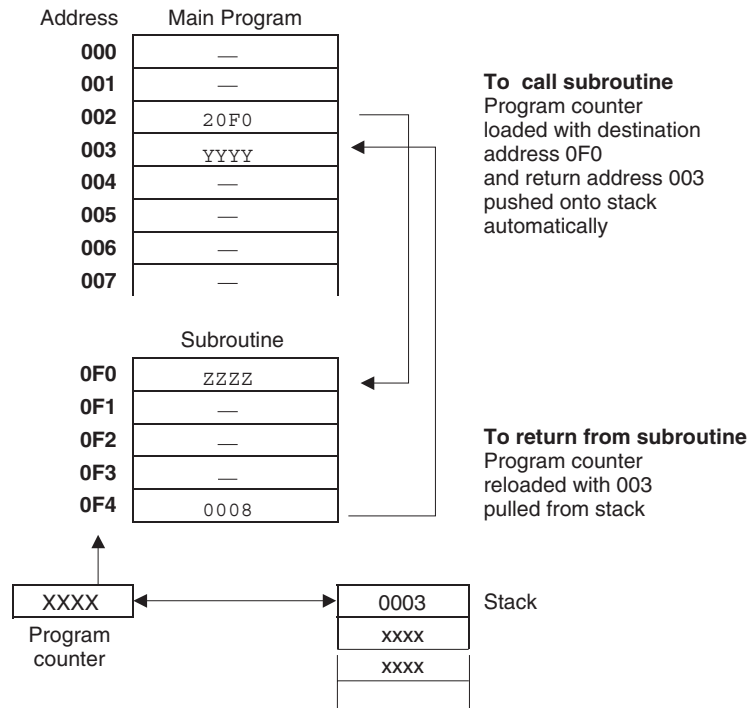 Address Main Program
000 —
001 —
002 20F0
003 YYYY
004 —
005 —
006 —
007 —
To call subroutine
Program counter
loaded with destination
address 0F0
and return address 003
pushed onto stack
automatically
Subroutine
0F0 ZZZZ
0F1 —
0F2 —
0F3 —
0F4 0008
To return from subroutine
Program counter
reloaded with 003
pulled from stack
XXXX
Program
counter
0003 Stack
xxxx
xxxx